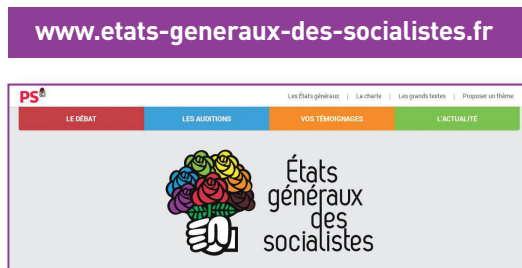 www.etats-generaux-des-socialistes.fr
PS
Les États généraux | La charte | Les grands textes | Proposer un thème
LE DÉBAT LES AUDITIONS VOS TÉMOIGNAGES L'ACTUALITÉ
États
généraux
des
socialistes